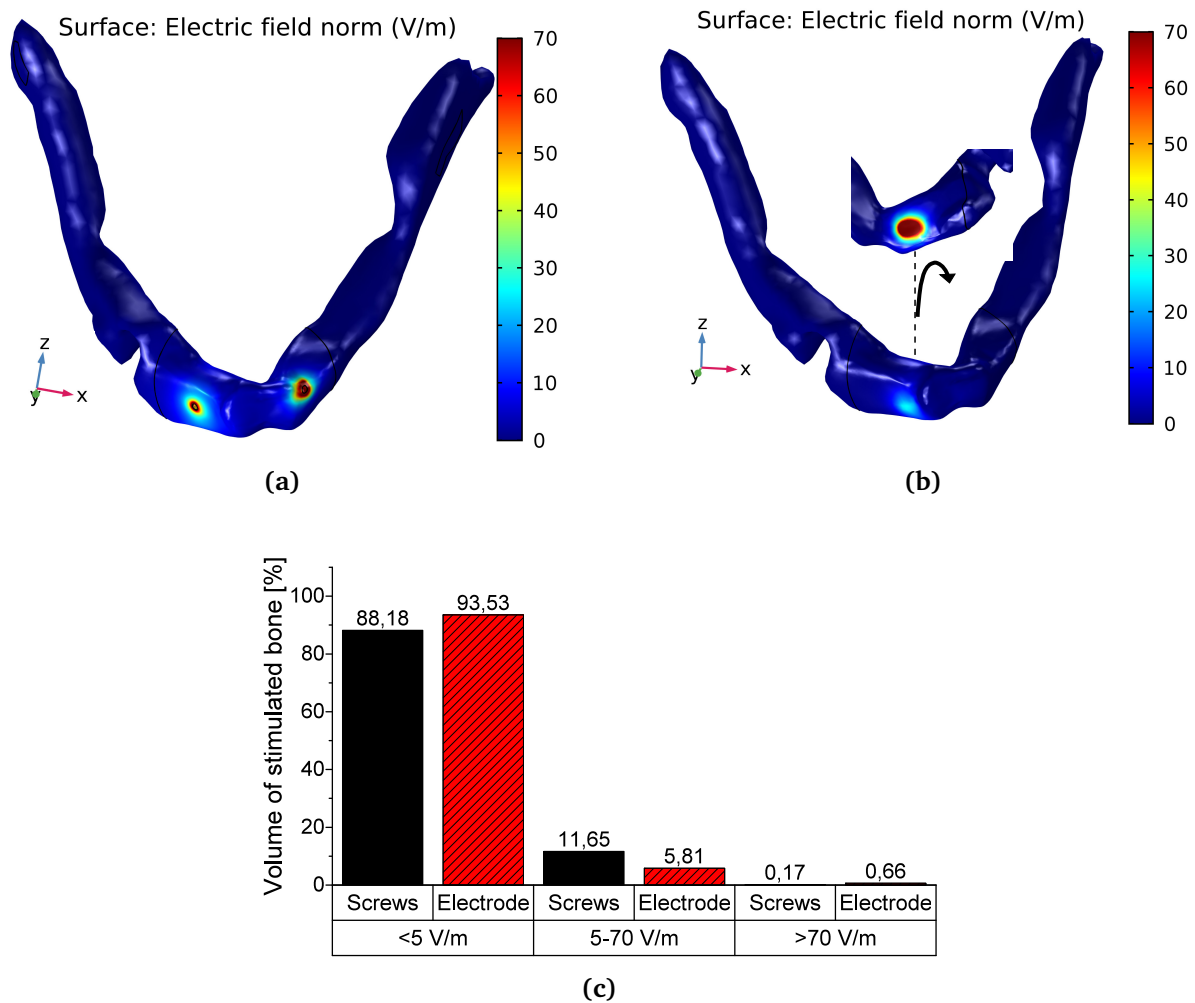 Surface: Electric field norm (V/m)
70
60
50
40
30
20
10
0
z
y
x
(a)
Surface: Electric field norm (V/m)
70
60
50
40
30
20
10
0
z
y
x
(b)
Volume of stimulated bone [%]
100
80
60
40
20
0
88,18
93,53
11,65
5,81
0,17
0,66
Screws Electrode Screws Electrode Screws Electrode
<5 V/m 5-70 V/m >70 V/m
(c)